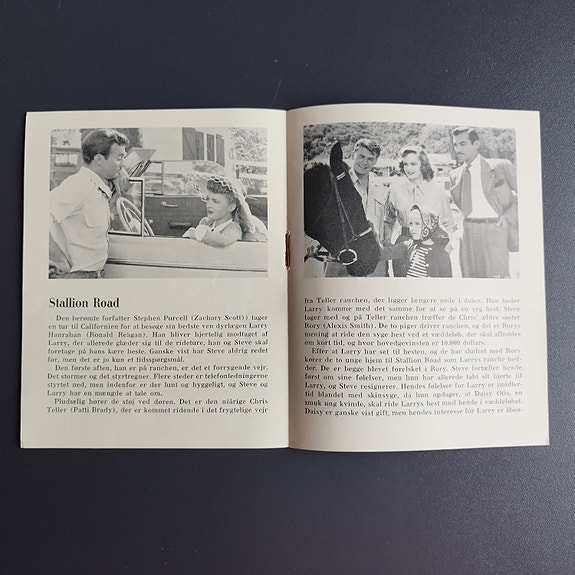 Stallion Road
Den berømte forfatter Stephen Purcell (Zachary Scott)) tager
en tur til Californien for at besøge sin bedste ven dyrlægen Larry
Hanrahan (Ronald Reagan). Han bliver hjertelig modtaget af
Larry, der allerede glæder sig til de rideture, han og Steve skal
foretage på hans kære heste. Ganske vist har Steve aldrig redet
før, men det er jo kun et tidsspørgsmål.
Den første aften, han er på ranchen, er det et forrygende vejr.
Det stormer og det styrtregner. Flere steder er telefonledningerne
styrtet ned, men indenfor er der lunt og hyggeligt, og Steve og
Larry har en mængde at tale om.
Pludselig hører de støj ved døren. Det er den niårige Chris
Teller (Patti Brady), der er kommet ridende i det frygtelige vejr
fra Teller ranchen, der ligger længere nede i dalen. Hun beder
Larry komme med det samme for at se på en syg hest. Steve
tager med og på Teller ranchen træffer de Chris' ældre søster
Rory (Alexis Smith). De to piger driver ranchen, og det er Rorys
mening at ride den syge hest ved et væddeløb, der skal afholdes
om kort tid, og hvor hovedgevinsten er 10.000 dollars.
Efter at Larry har set til hesten, og de har sludret med Rory
kører de to unge hjem til Stallion Road som Larrys ranche hed-
der. De er begge blevet forelsket i Rory. Steve fortæller hende
først om sine følelser, men hun har allerede tabt sit hjerte til
Larry, og Steve resignerer. Hendes følelser for Larry er imidler-
tid blandet med skinsyge, da hun opdager, at Daisy Otis, en
smuk ung kvinde, skal ride Larrys bedst med hende i væddeløbet.
Daisy er ganske vist gift, men hendes interesse for Larry er åben-